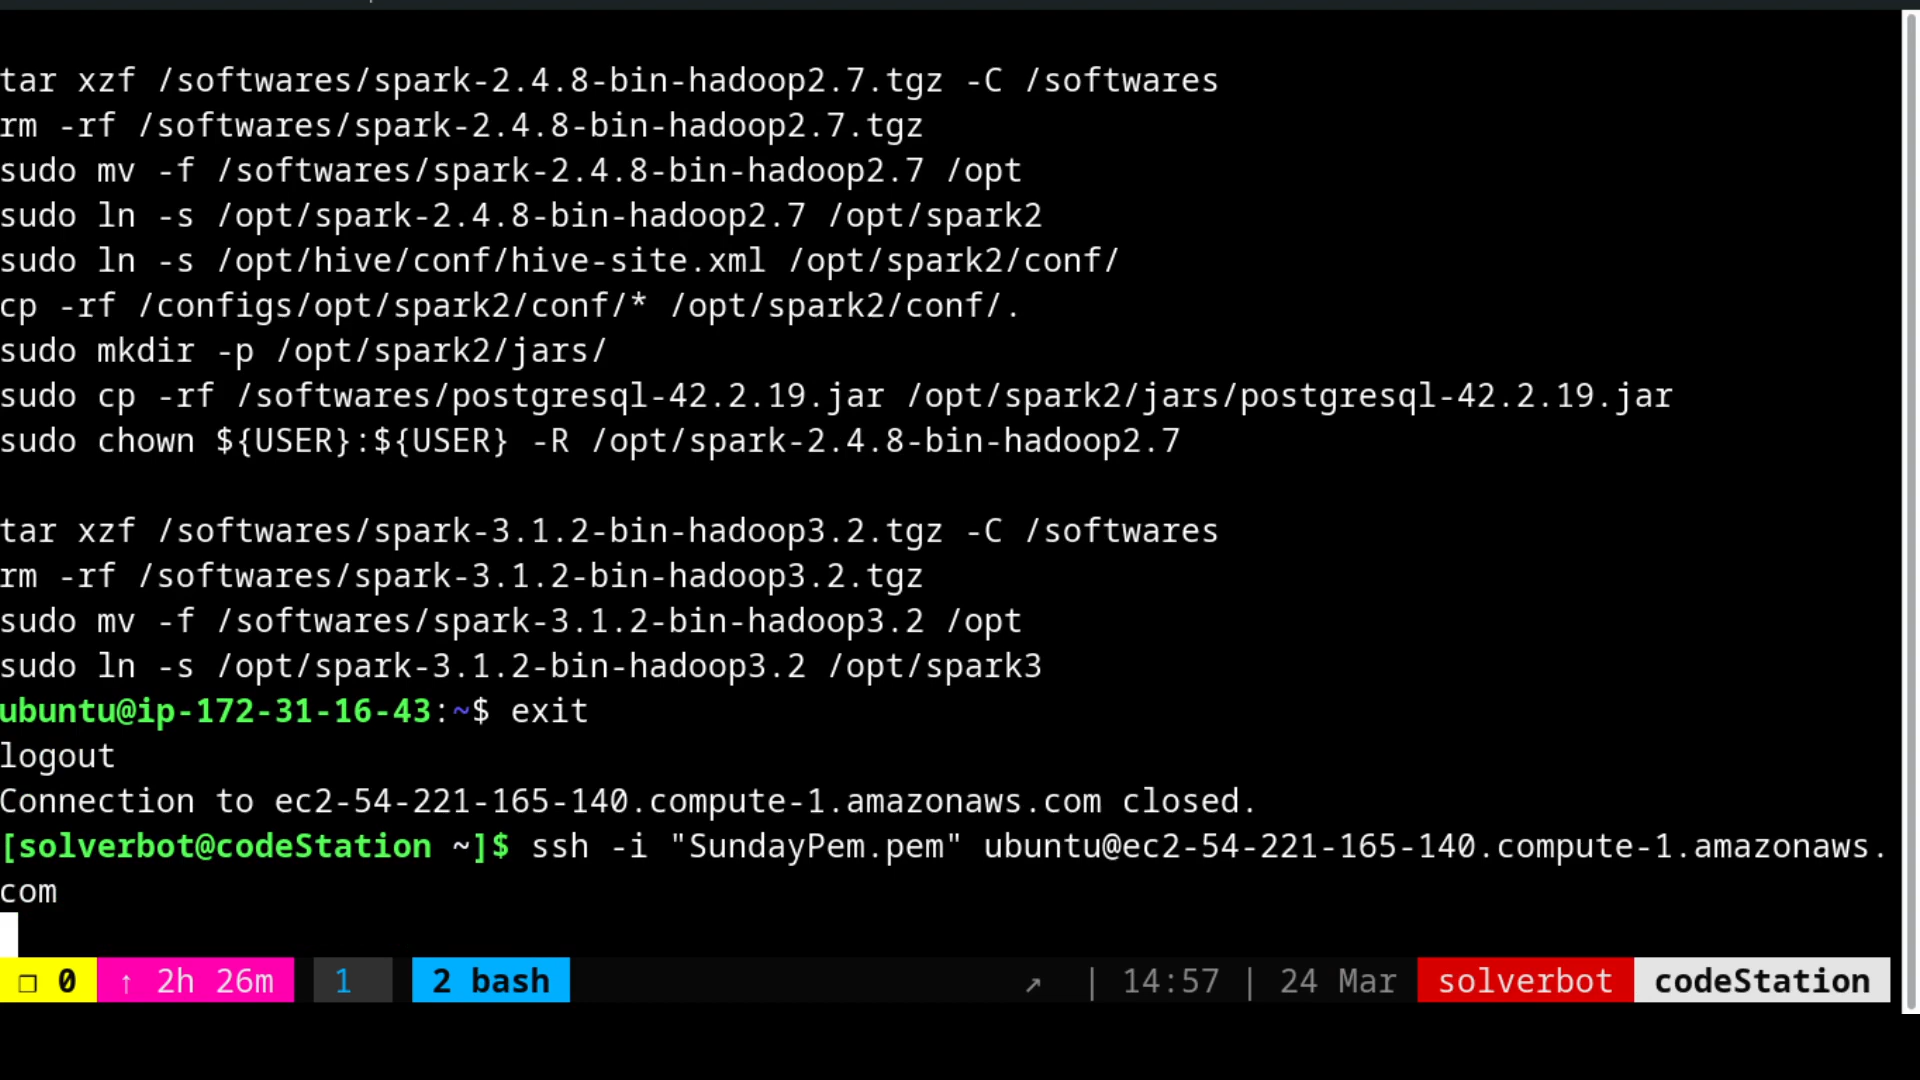 tar xzf /softwares/spark-2.4.8-bin-hadoop2.7.tgz -C /softwares
rm -rf /softwares/spark-2.4.8-bin-hadoop2.7.tgz
sudo mv -f /softwares/spark-2.4.8-bin-hadoop2.7 /opt
sudo ln -s /opt/spark-2.4.8-bin-hadoop2.7 /opt/spark2
sudo ln -s /opt/hive/conf/hive-site.xml /opt/spark2/conf/
cp -rf /configs/opt/spark2/conf/* /opt/spark2/conf/.
sudo mkdir -p /opt/spark2/jars/
sudo cp -rf /softwares/postgresql-42.2.19.jar /opt/spark2/jars/postgresql-42.2.19.jar
sudo chown ${USER}:${USER} -R /opt/spark-2.4.8-bin-hadoop2.7
tar xzf /softwares/spark-3.1.2-bin-hadoop3.2.tgz -C /softwares
rm -rf /softwares/spark-3.1.2-bin-hadoop3.2.tgz
sudo mv -f /softwares/spark-3.1.2-bin-hadoop3.2 /opt
sudo ln -s /opt/spark-3.1.2-bin-hadoop3.2 /opt/spark3
ubuntu@ip-172-31-16-43:~$ exit
logout
Connection to ec2-54-221-165-140.compute-1.amazonaws.com closed.
[solverbot@codeStation ~]$ ssh -i "SundayPem.pem" ubuntu@ec2-54-221-165-140.compute-1.amazonaws.
com
❐ 0 ↑ 2h 26m 1 2 bash ↗ | 14:57 | 24 Mar solverbot codeStation